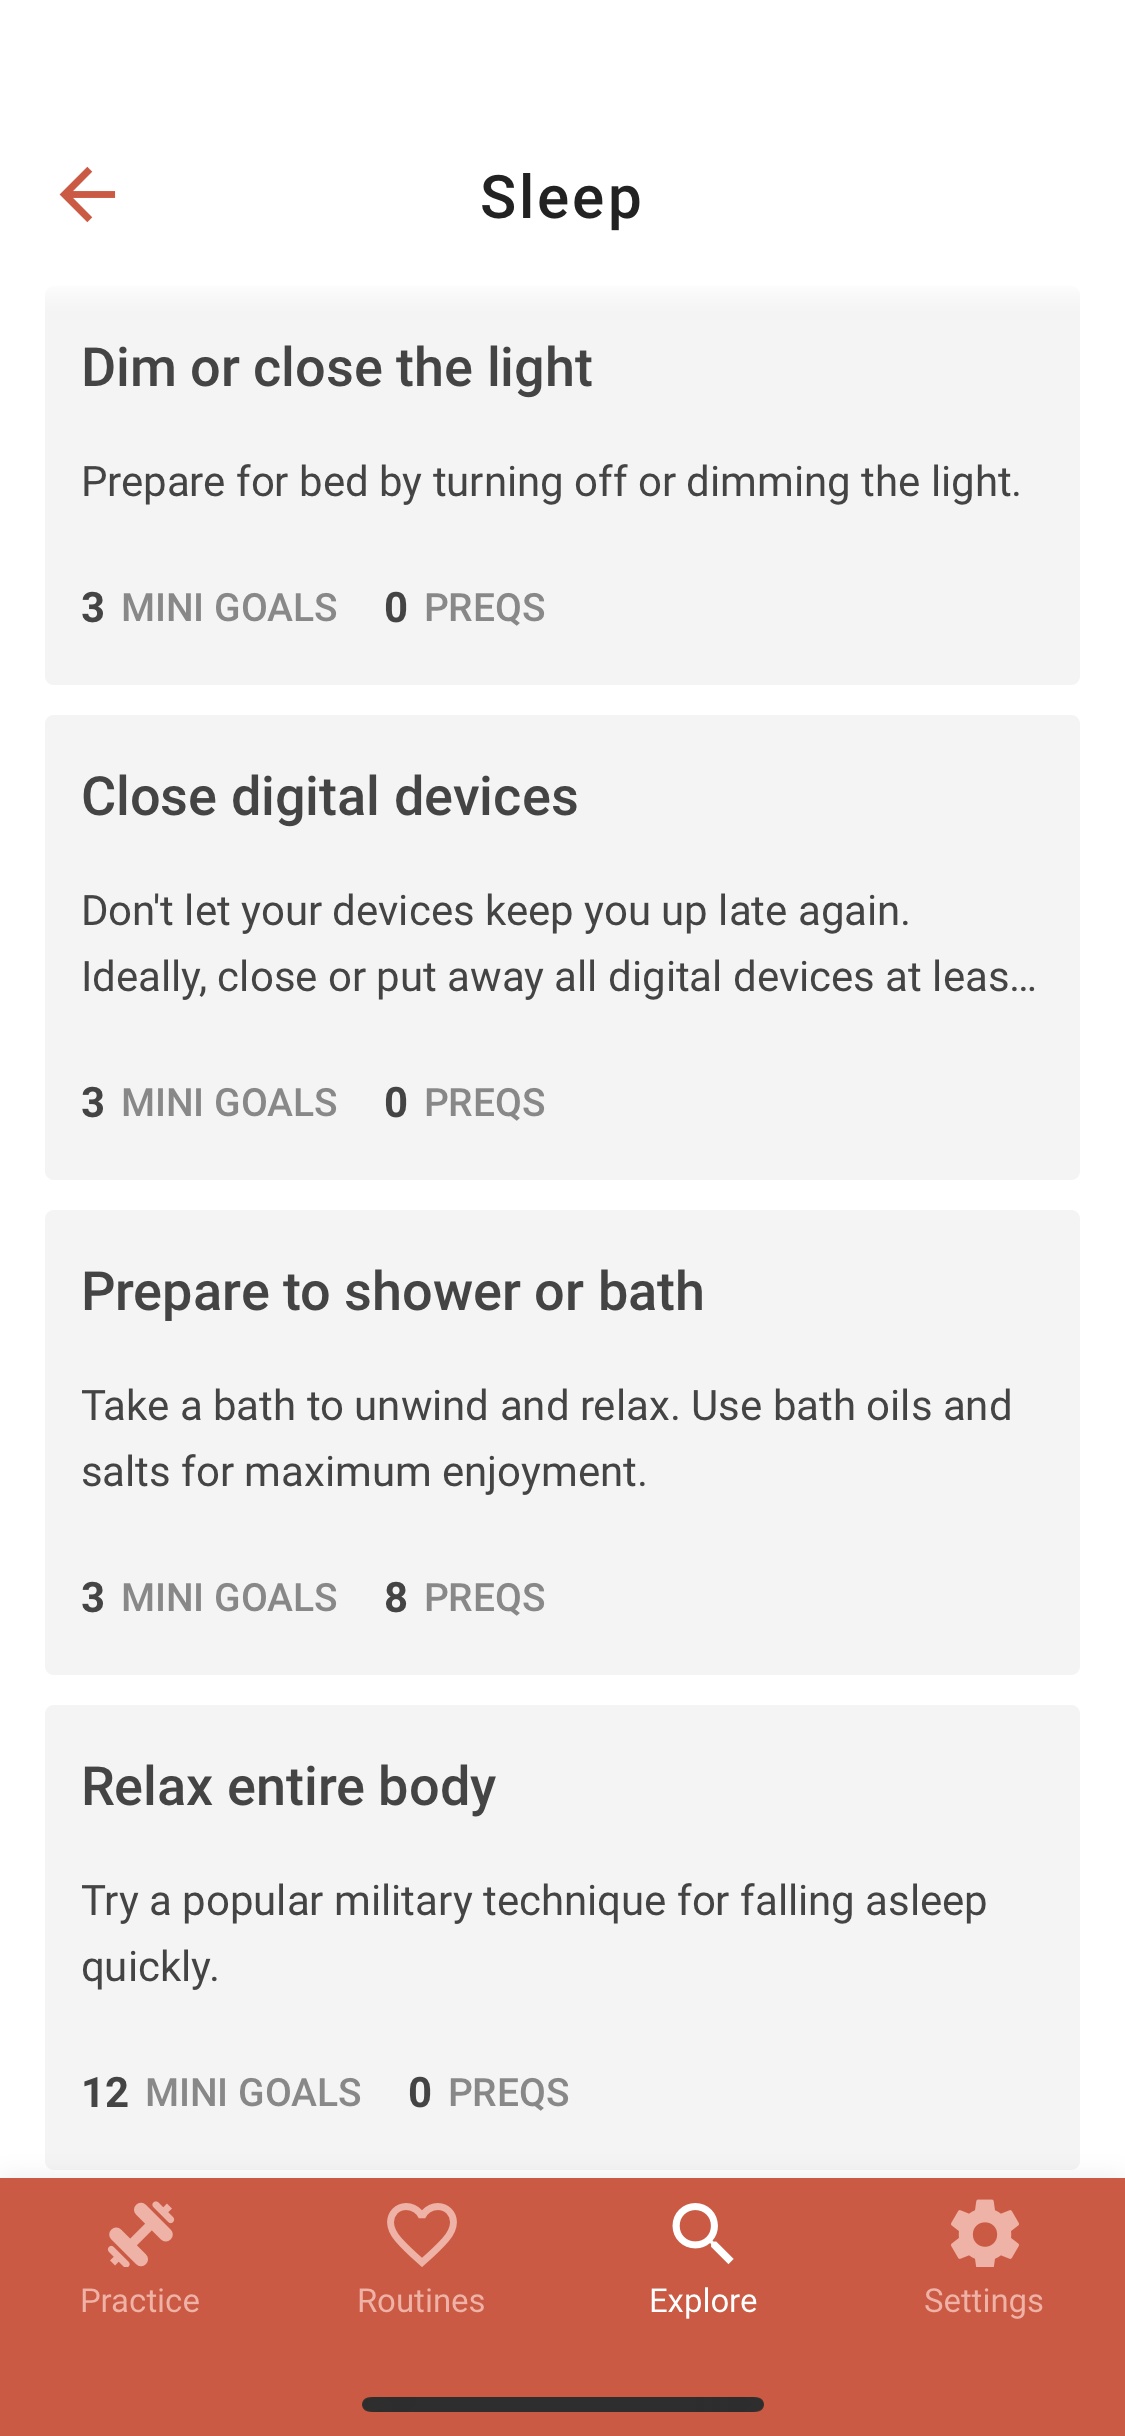 Sleep
Dim or close the light
Prepare for bed by turning off or dimming the light.
3 MINI GOALS 0 PREQS
Close digital devices
Don't let your devices keep you up late again.
Ideally, close or put away all digital devices at leas...
3 MINI GOALS 0 PREQS
Prepare to shower or bath
Take a bath to unwind and relax. Use bath oils and
salts for maximum enjoyment.
3 MINI GOALS 8 PREQS
Relax entire body
Try a popular military technique for falling asleep
quickly.
12 MINI GOALS 0 PREQS
Practice Routines Explore Settings